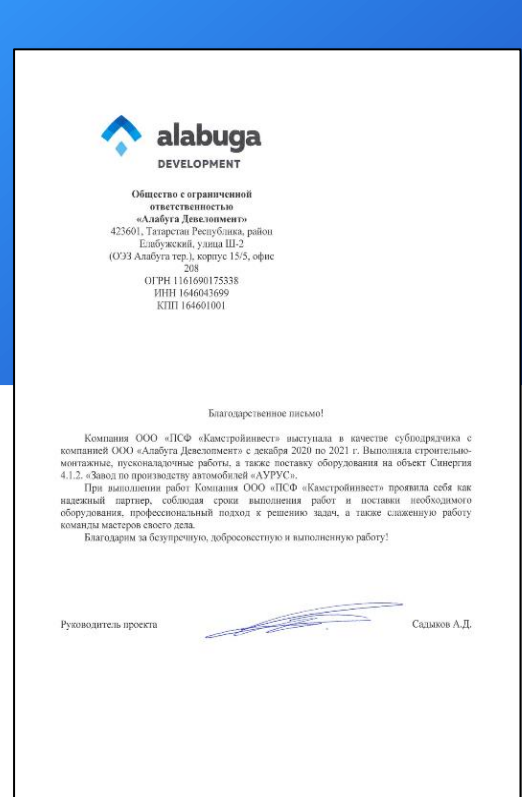 alabuga
DEVELOPMENT
Общество с ограниченной
ответственностью
«Алабуга Девелопмент»
423601, Татарстан Республика, район
Елабужский, улица Ш-2
(ОЭЗ Алабуга тер.), корпус 15/5, офис
208
ОГРН 1161690175338
ИНН 1646043699
КПП 164601001
Благодарственное письмо!
Компания ООО «ПСФ «Камстройинвест» выступала в качестве субподрядчика с
компанией ООО «Алабуга Девелопмент» с декабря 2020 по 2021 г. Выполняла строительно-
монтажные, пусконаладочные работы, а также поставку оборудования на объект Синергия
4.1.2. «Завод по производству автомобилей «АУРУС».
При выполнении работ Компания ООО «ПСФ «Камстройинвест» проявила себя как
надежный партнер, соблюдая сроки выполнения работ и поставки необходимого
оборудования, профессиональный подход к решению задач, а также слаженную работу
команды мастеров своего дела.
Благодарим за безупречную, добросовестную и выполненную работу!
Руководитель проекта Садыков А.Д.